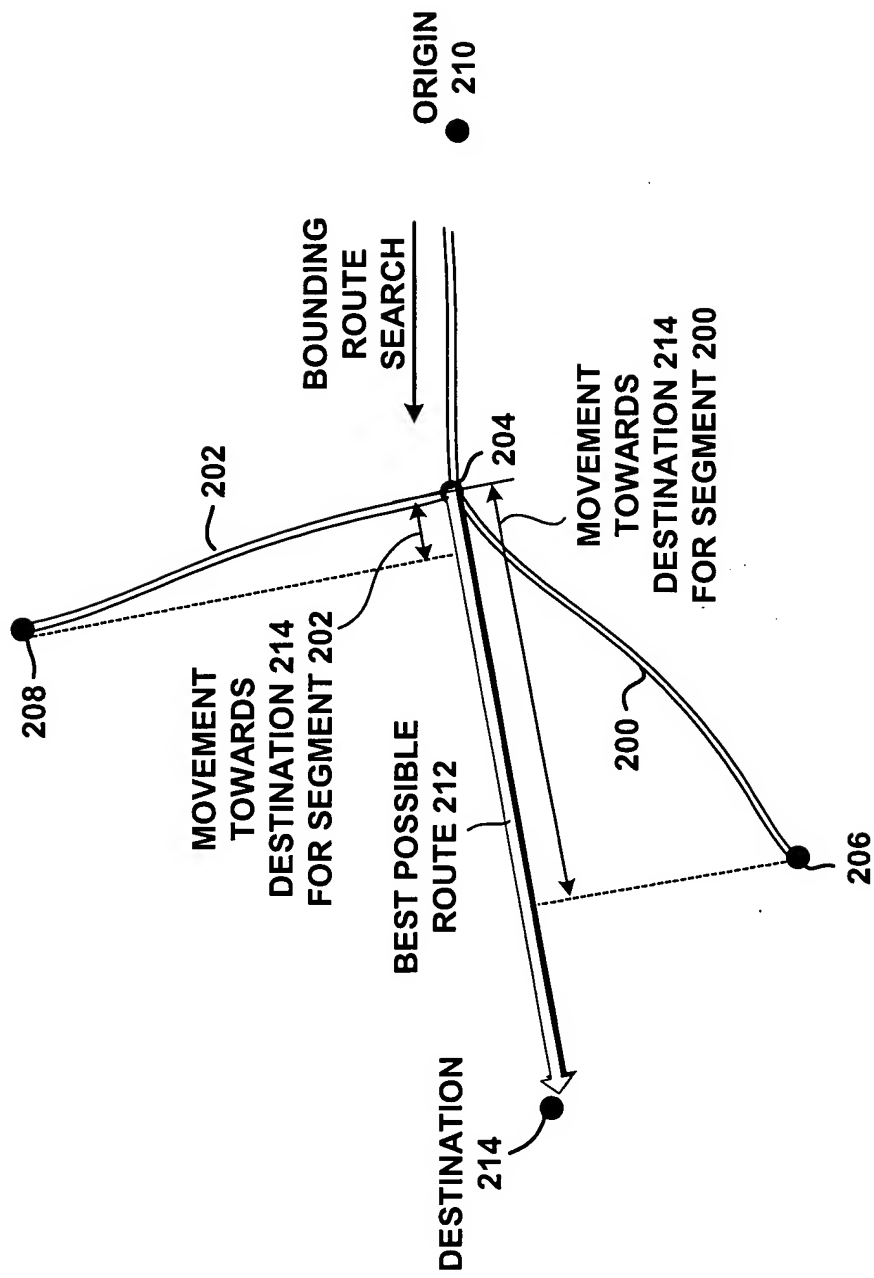 ORIGIN
210
BOUNDING
ROUTE
SEARCH
202
204
MOVEMENT
TOWARDS
DESTINATION 214
FOR SEGMENT 200
208
MOVEMENT
TOWARDS
DESTINATION 214
FOR SEGMENT 202
200
BEST POSSIBLE
ROUTE 212
206
DESTINATION
214